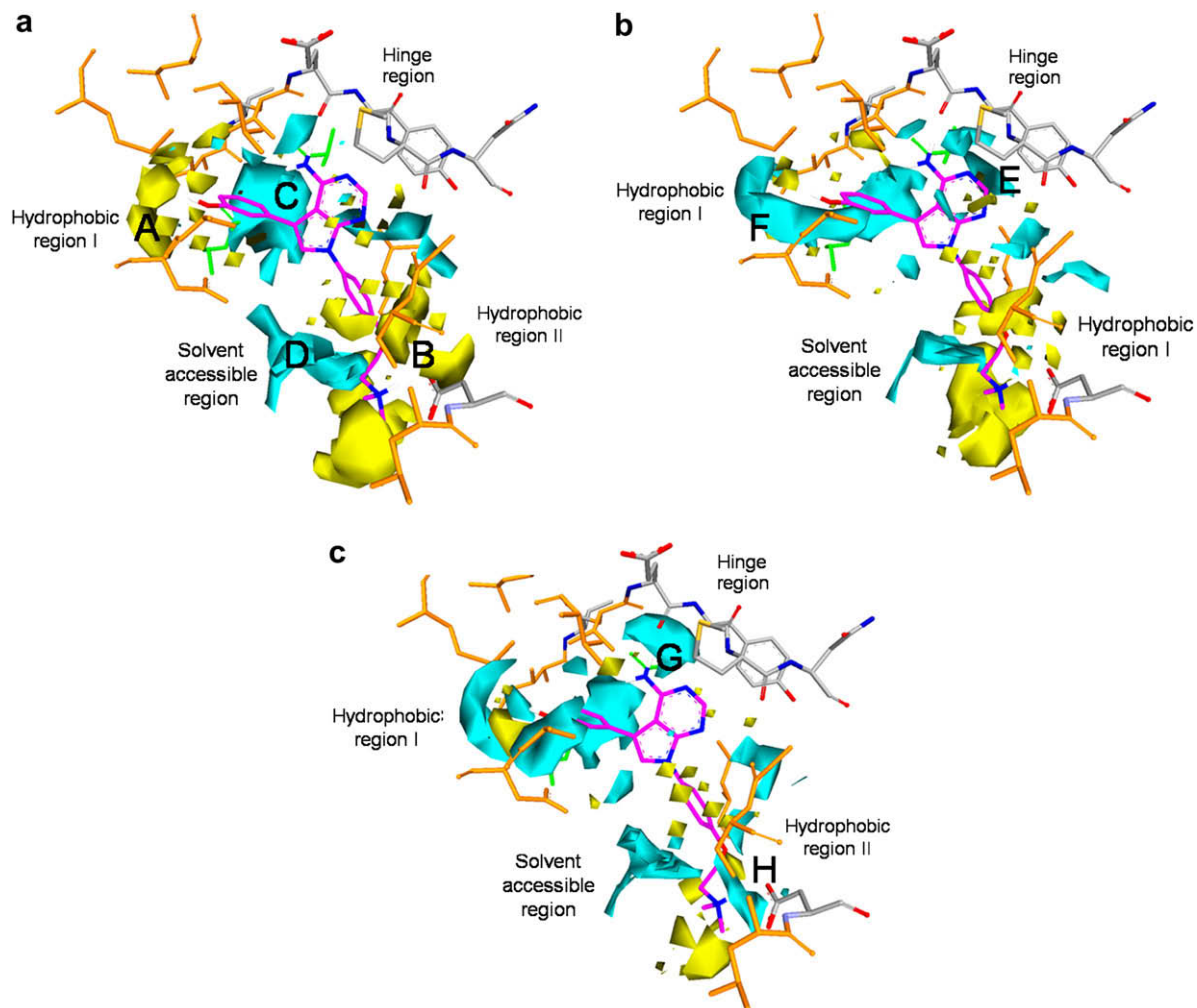 a
Hinge
region
Hydrophobic
region I
A
C
Solvent
accessible
region
D
B
Hydrophobic
region II
b
Hinge
region
Hydrophobic
region I
E
F
Solvent
accessible
region
Hydrophobic
region I
c
Hinge
region
G
Hydrophobic:
region I
Solvent
accessible
region
Hydrophobic
region II
H